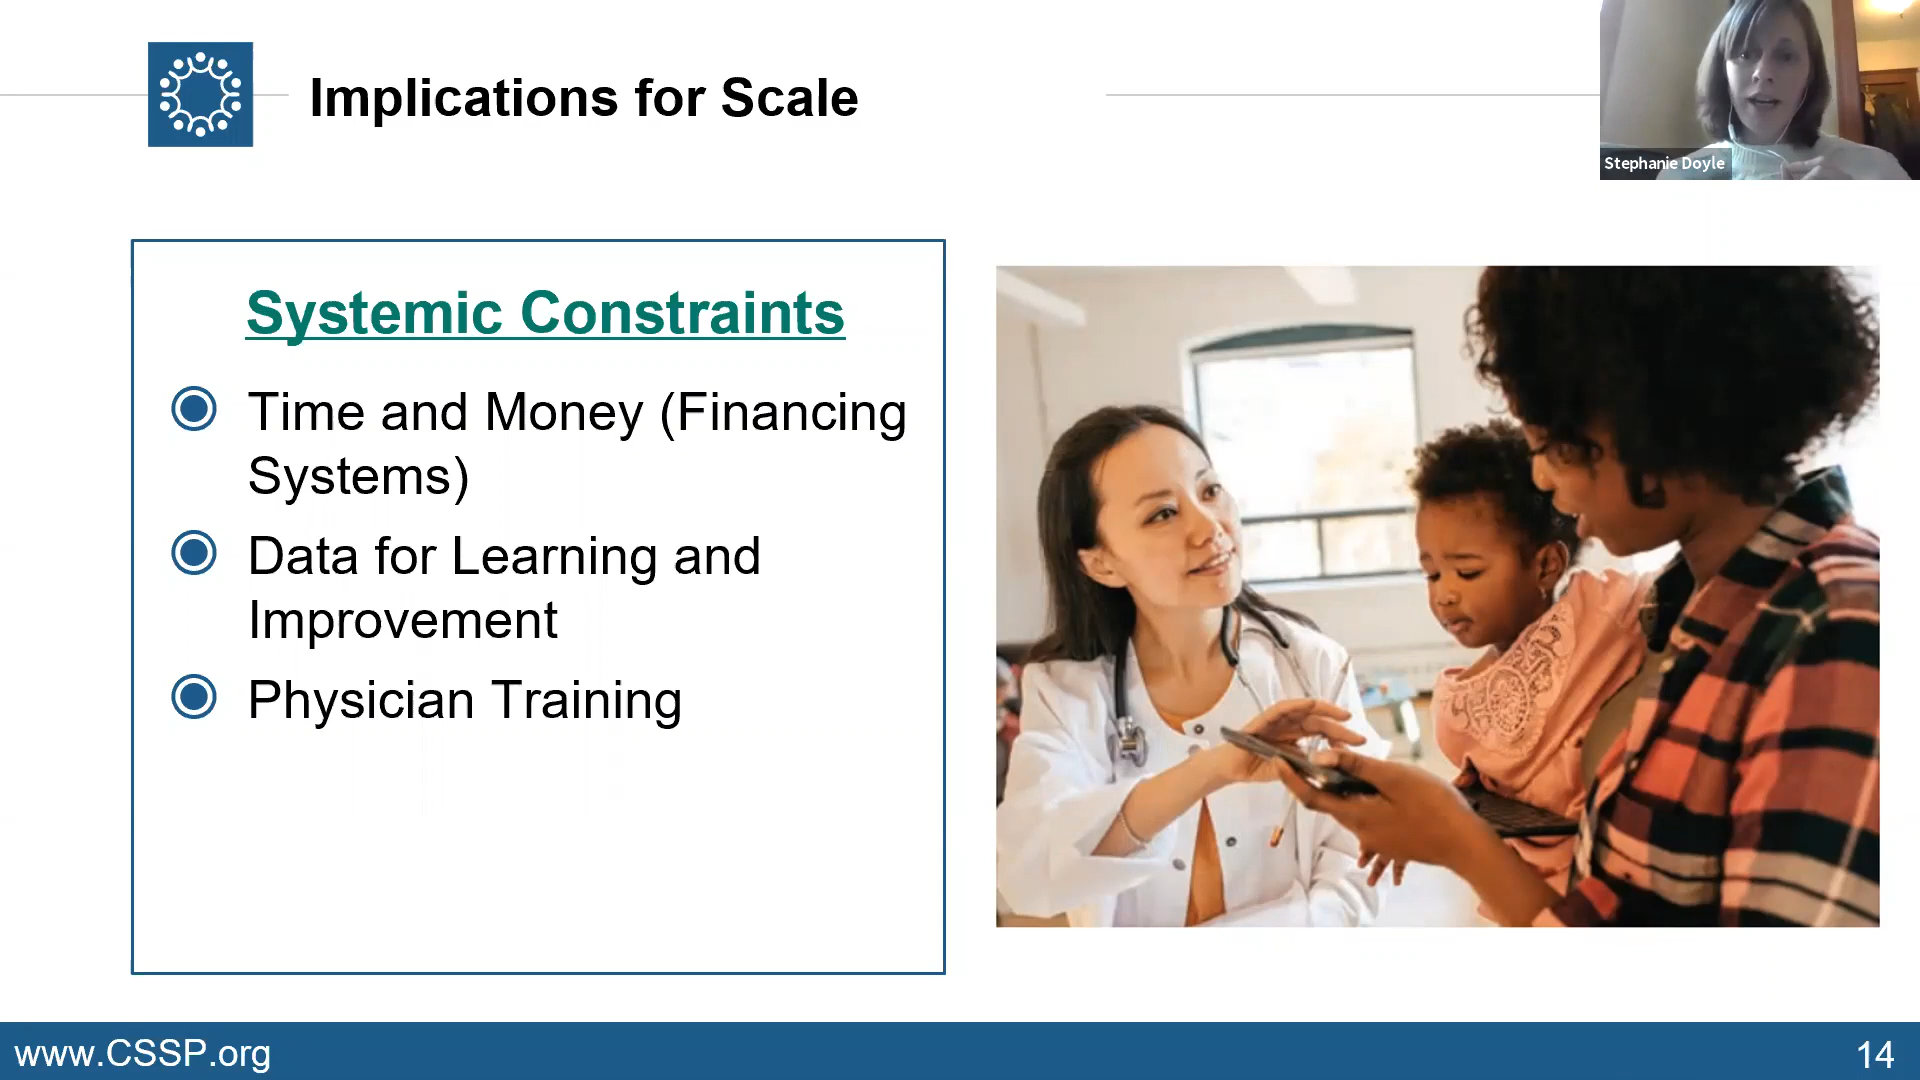 Implications for Scale
Stephanie Doyle
Systemic Constraints
Time and Money (Financing
Systems)
Data for Learning and
Improvement
Physician Training
www.CSSP.org
14